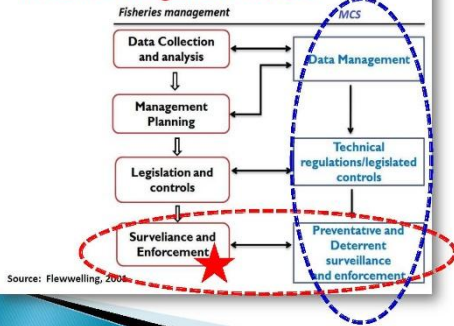 Fisheries management
MCS
Data Collection
and analysis
Data Management
Management
Planning
Legislation and
controls
Technical
regulations/legislated
controls
Surveliance and
Enforcement
Preventative and
Deterrent
surveillance
and enforcement
Source: Flewwelling, 2001